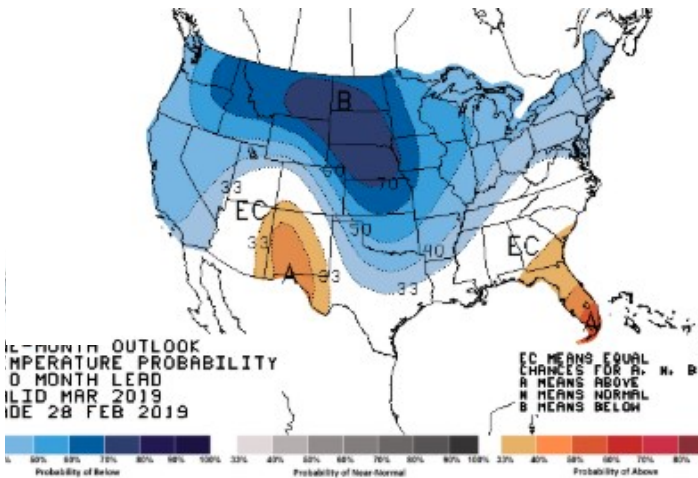 B
60
70
33
EC
33
50
40
A
33
33
EC
A
OUTLOOK
TEMPERATURE PROBABILITY
0 MONTH LEAD
VALID MAR 2019
MADE 28 FEB 2019
EC MEANS EQUAL
CHANCES FOR A, N, B
A MEANS ABOVE
N MEANS NORMAL
B MEANS BELOW
% 50% 60% 70% 80% 90% 100%
Probability of Below
33% 40% 50% 60% 70% 80% 90% 100%
Probability of Near-Normal
33% 40% 50% 60% 70% 80%
Probability of Above